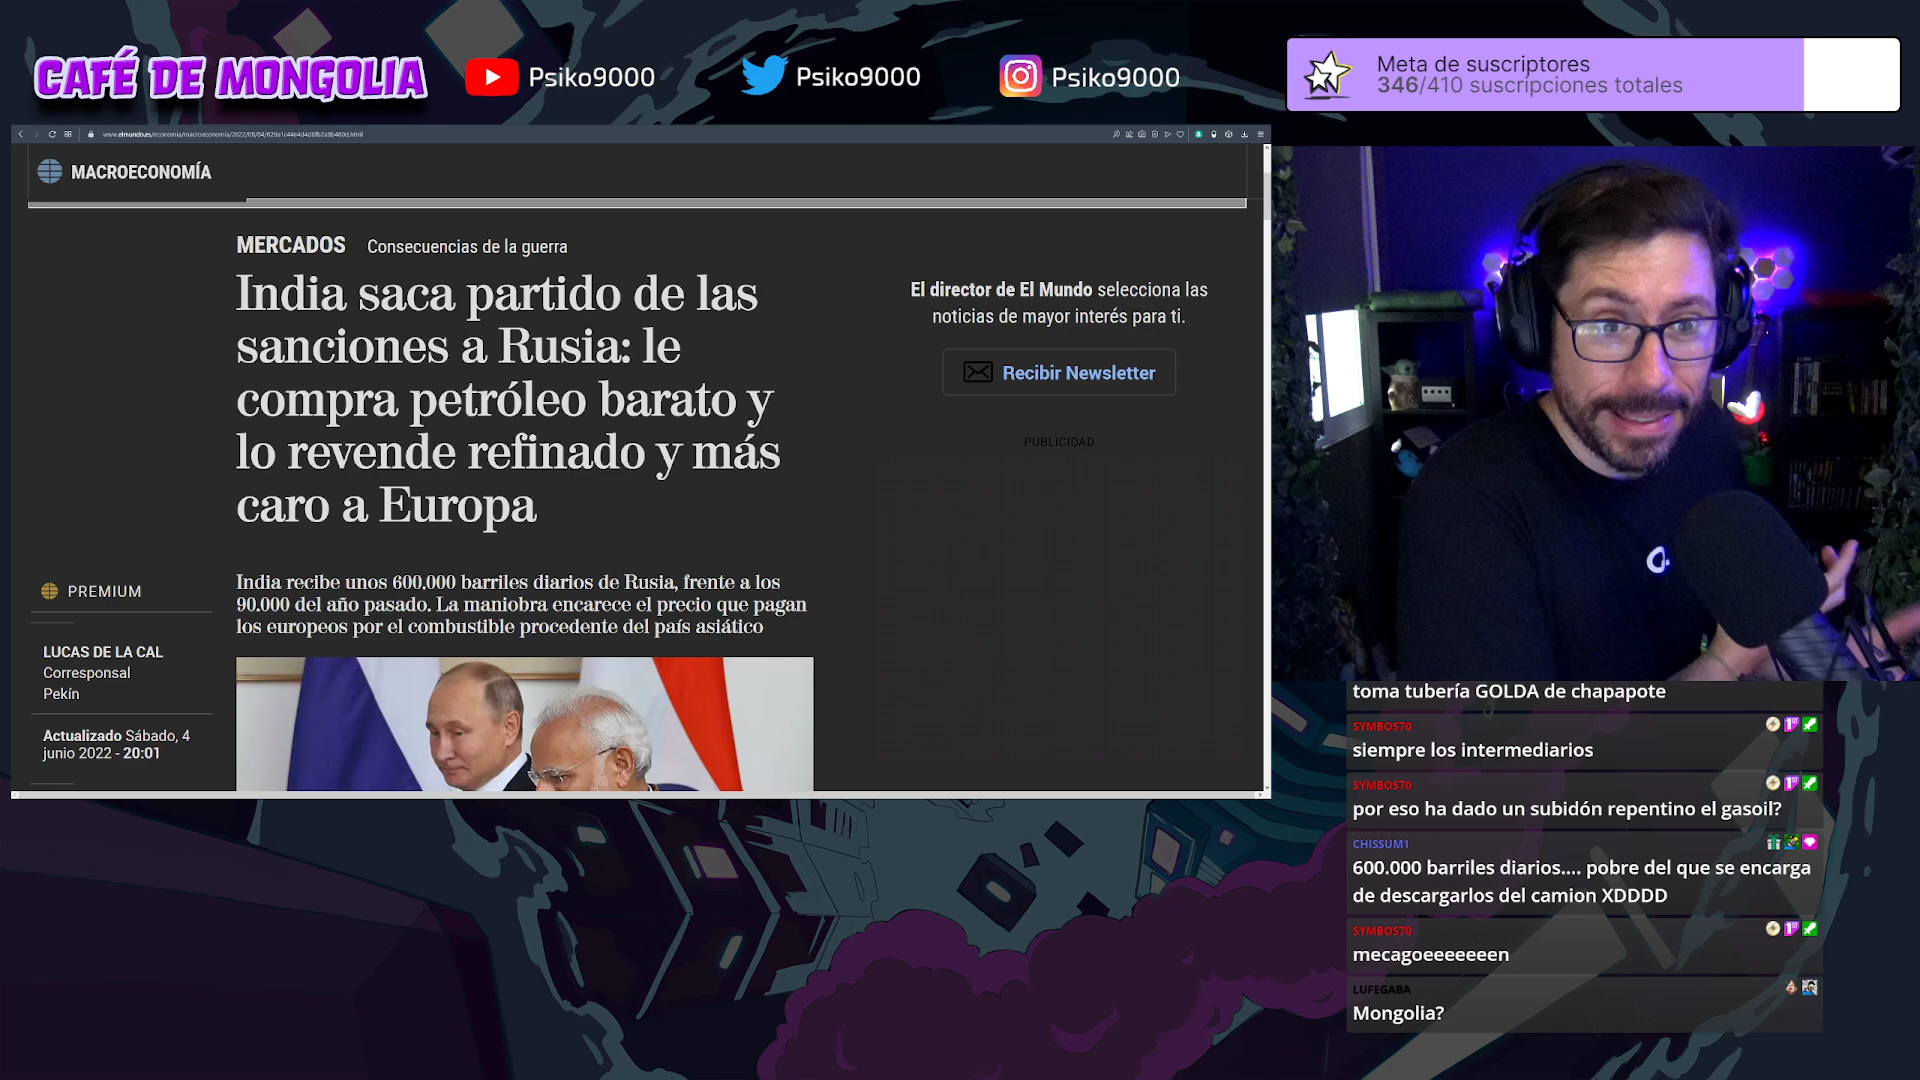 CAFÉ DE MONGOLIA
Psiko9000
Psiko9000
Psiko9000
Meta de suscriptores
346/410 suscripciones totales
MACROECONOMÍA
MERCADOS Consecuencias de la guerra
India saca partido de las
sanciones a Rusia: le
compra petróleo barato y
lo revende refinado y más
caro a Europa
El director de El Mundo selecciona las
noticias de mayor interés para ti.
Recibir Newsletter
PUBLICIDAD
PREMIUM
India recibe unos 600.000 barriles diarios de Rusia, frente a los
90.000 del año pasado. La maniobra encarece el precio que pagan
los europeos por el combustible procedente del país asiático
LUCAS DE LA CAL
Corresponsal
Pekín
Actualizado Sábado, 4
junio 2022 - 20:01
toma tubería GOLDA de chapapote
SYMBOS70
siempre los intermediarios
SYMBOS70
por eso ha dado un subidón repentino el gasoil?
CHISSUM1
600.000 barriles diarios.... pobre del que se encarga
de descargarlos del camion XDDDD
SYMBOS70
mecagoeeeeeeen
LUFEGABA
Mongolia?